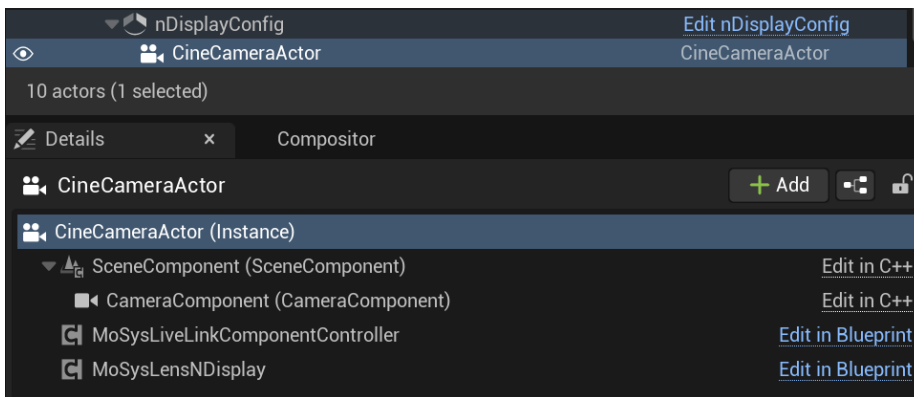 nDisplayConfig Edit nDisplayConfig
CineCameraActor CineCameraActor
10 actors (1 selected)
Details × Compositor
CineCameraActor + Add
CineCameraActor (Instance)
SceneComponent (SceneComponent) Edit in C++
CameraComponent (CameraComponent) Edit in C++
MoSysLiveLinkComponentController Edit in Blueprint
MoSysLensNDisplay Edit in Blueprint